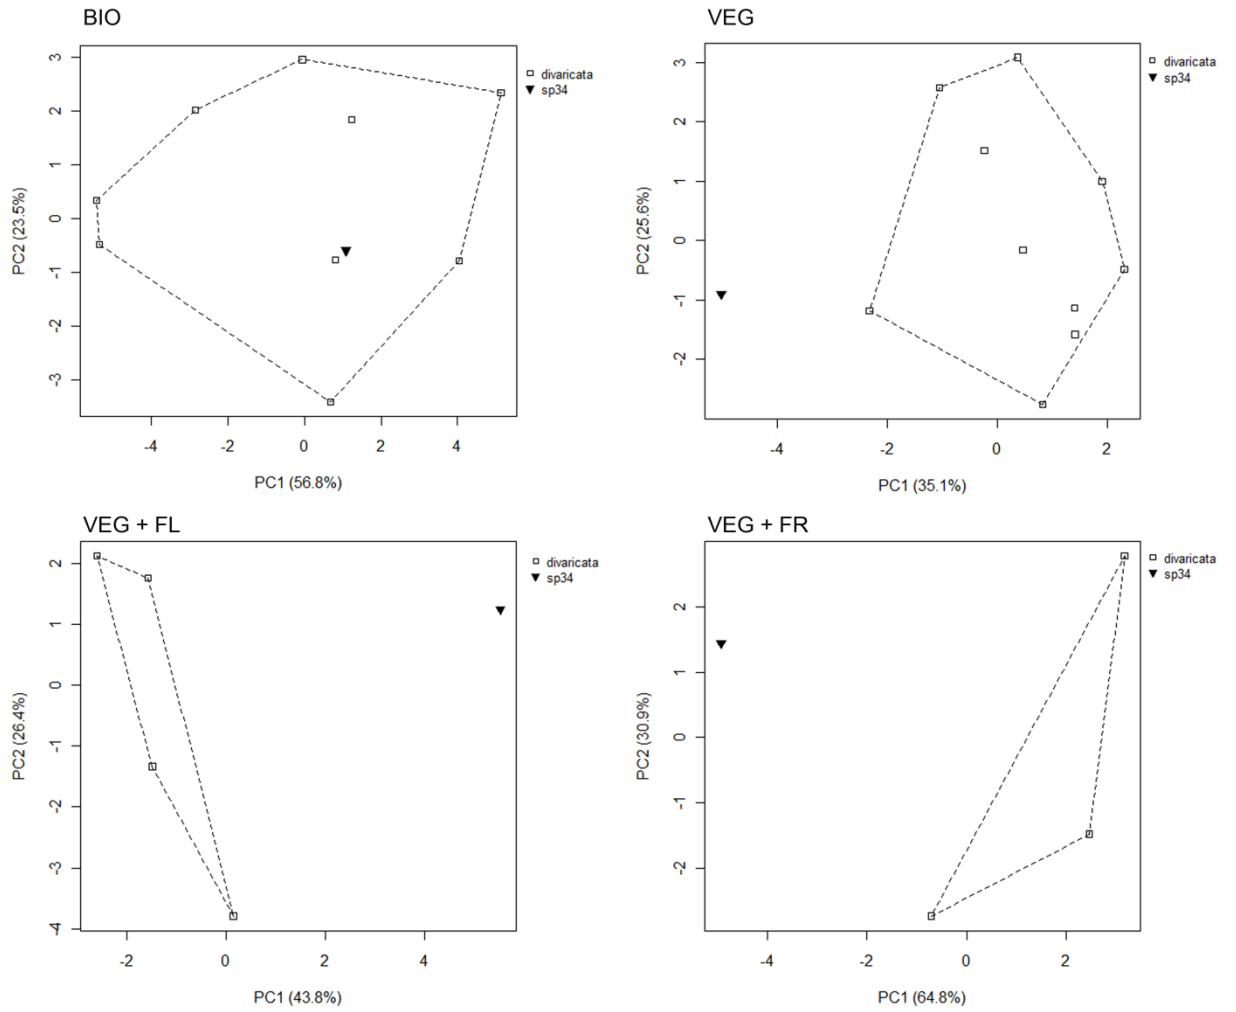 BIO
3
2
1
0
-1
-2
-3
PC2 (23.5%)
-4
-2
0
2
4
PC1 (56.8%)
divaricata
sp34
VEG
3
2
1
0
-1
-2
PC2 (25.6%)
-4
-2
0
2
PC1 (35.1%)
divaricata
sp34
VEG + FL
2
1
0
-1
-2
-3
-4
PC2 (26.4%)
-2
0
2
4
PC1 (43.8%)
divaricata
sp34
VEG + FR
2
1
0
-1
-2
PC2 (30.9%)
-4
-2
0
2
PC1 (64.8%)
divaricata
sp34